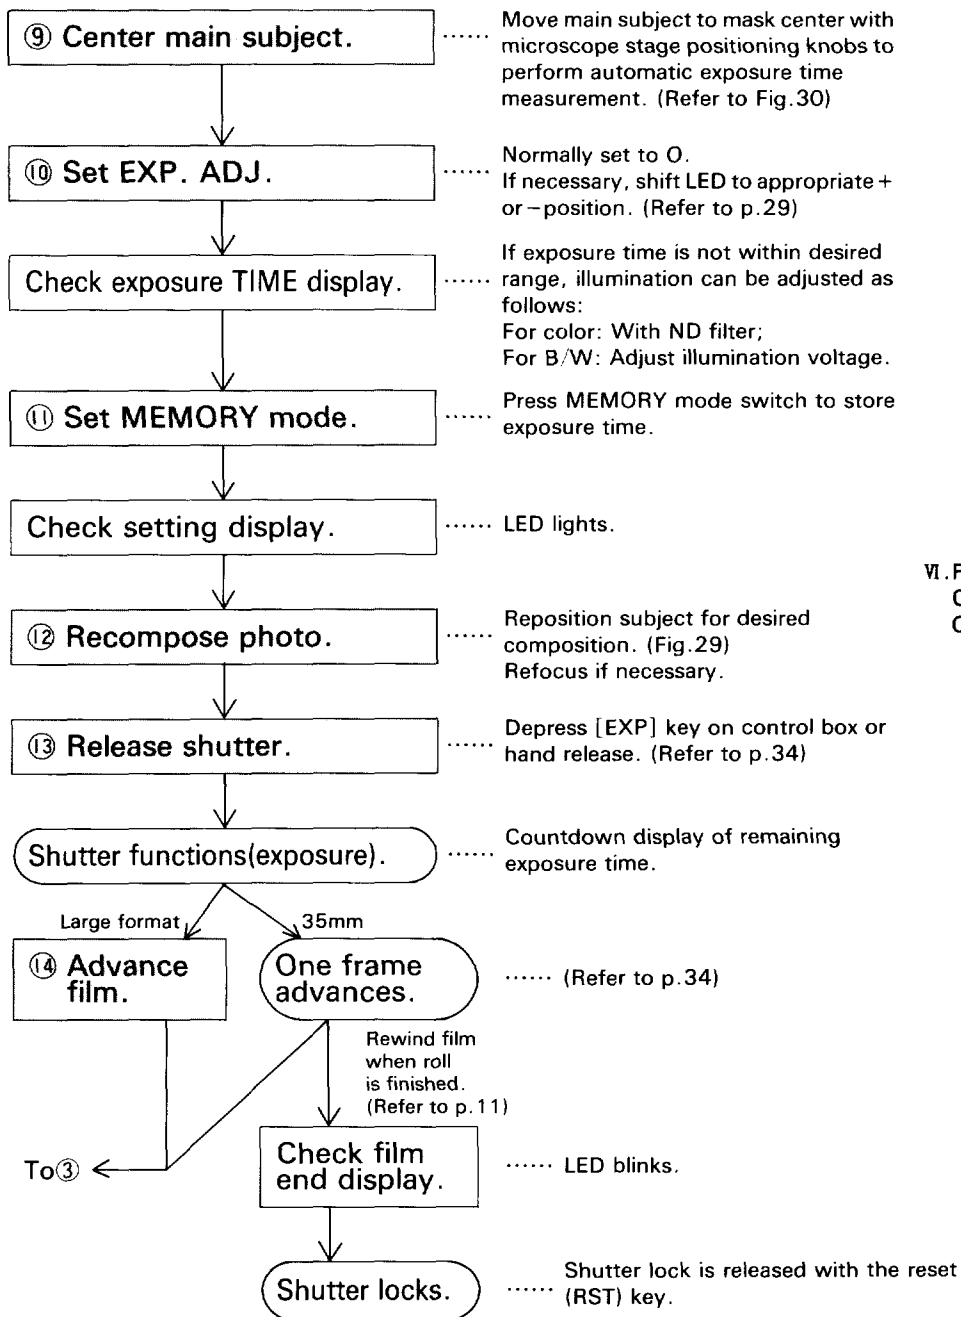 ⑨ Center main subject.
...... Move main subject to mask center with
microscope stage positioning knobs to
perform automatic exposure time
measurement. (Refer to Fig.30)
⑩ Set EXP. ADJ.
...... Normally set to 0.
If necessary, shift LED to appropriate +
or - position. (Refer to p.29)
Check exposure TIME display.
If exposure time is not within desired
...... range, illumination can be adjusted as
follows:
For color: With ND filter;
For B/W: Adjust illumination voltage.
⑪ Set MEMORY mode.
...... Press MEMORY mode switch to store
exposure time.
Check setting display.
...... LED lights.
Ⅵ.F
C
C
⑫ Recompose photo.
...... Reposition subject for desired
composition. (Fig.29)
Refocus if necessary.
⑬ Release shutter.
...... Depress [EXP] key on control box or
hand release. (Refer to p.34)
Shutter functions(exposure).
...... Countdown display of remaining
exposure time.
Large format
35mm
⑭ Advance
film.
One frame
advances.
...... (Refer to p.34)
Rewind film
when roll
is finished.
(Refer to p.11)
To③
Check film
end display.
...... LED blinks.
Shutter locks.
...... Shutter lock is released with the reset
(RST) key.